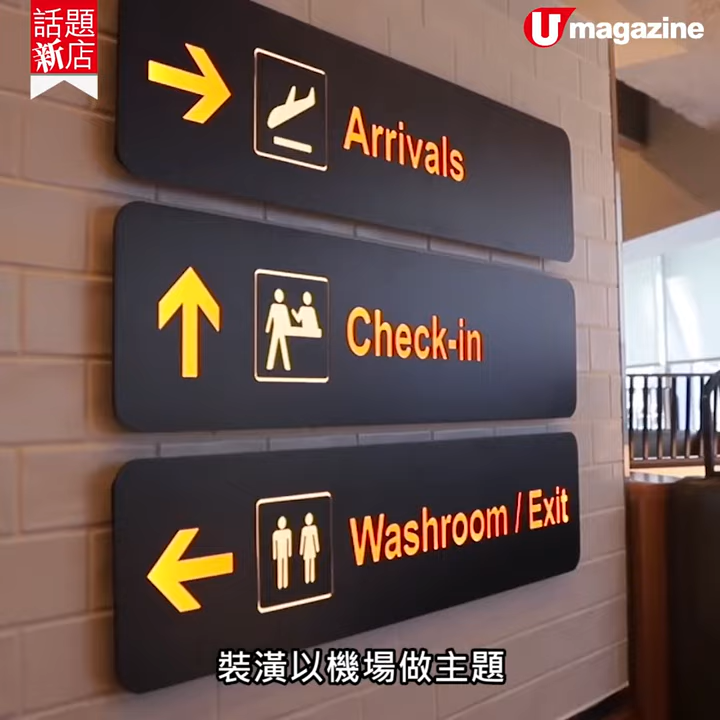 話題
新店
U magazine
Arrivals
Check-in
Washroom / Exit
裝潢以機場做主題